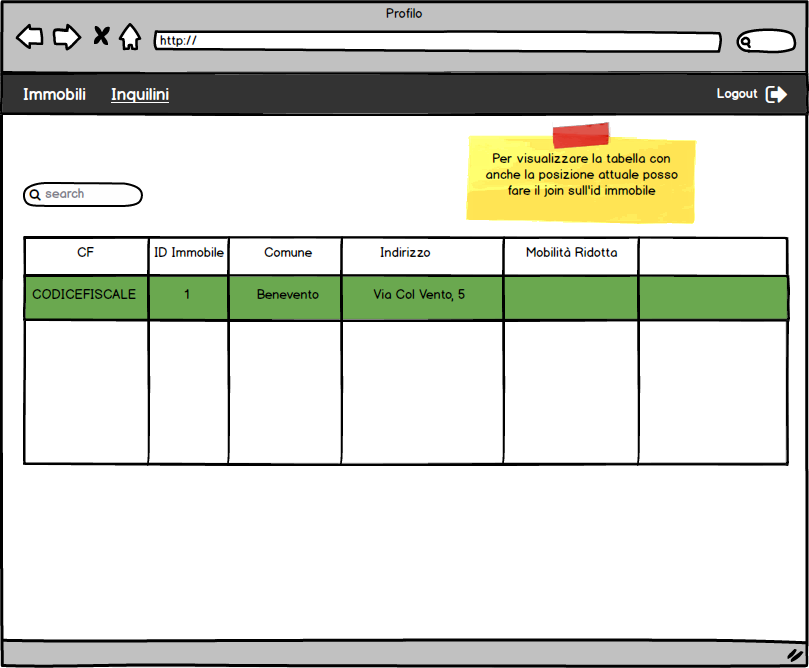 Profilo
http://
Immobili Inquilini Logout
Per visualizzare la tabella con
anche la posizione attuale posso
fare il join sull'id immobile
search
CF ID Immobile Comune Indirizzo Mobilità Ridotta
CODICEFISCALE 1 Benevento Via Col Vento, 5